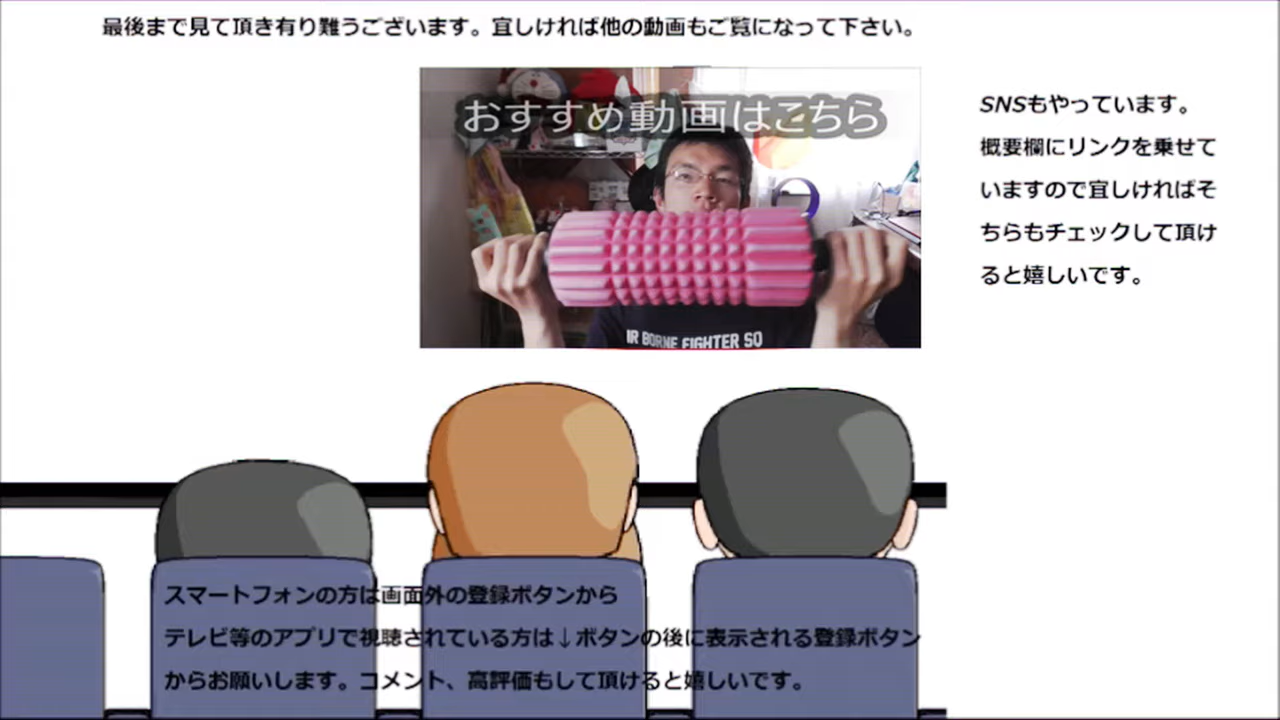 最後まで見て頂き有り難うございます。宜しければ他の動画もご覧になって下さい。
おすすめ動画はこちら
IR BORNE FIGHTER SQ
SNSもやっています。
概要欄にリンクを乗せて
いますので宜しければそ
ちらもチェックして頂け
ると嬉しいです。
スマートフォンの方は画面外の登録ボタンから
テレビ等のアプリで視聴されている方は↓ボタンの後に表示される登録ボタン
からお願いします。コメント、高評価もして頂けると嬉しいです。